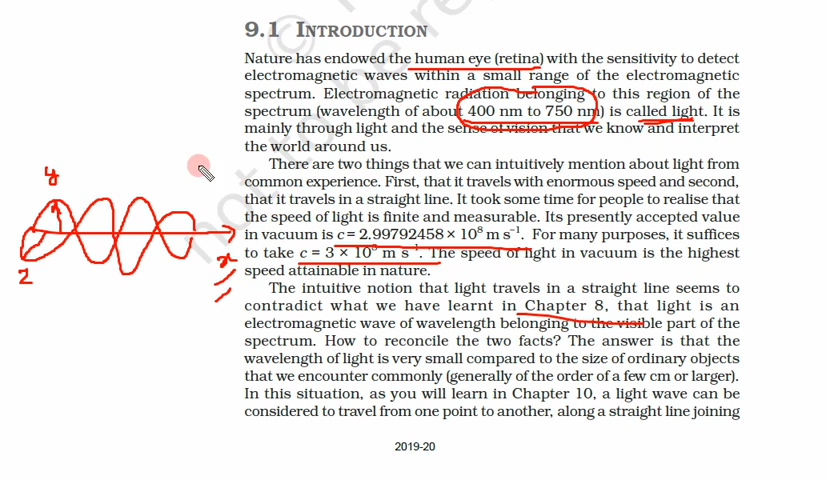 9.1 INTRODUCTION
Nature has endowed the human eye (retina) with the sensitivity to detect
electromagnetic waves within a small range of the electromagnetic
spectrum. Electromagnetic radiation belonging to this region of the
spectrum (wavelength of about 400 nm to 750 nm) is called light. It is
mainly through light and the sense of vision that we know and interpret
the world around us.
There are two things that we can intuitively mention about light from
common experience. First, that it travels with enormous speed and second,
that it travels in a straight line. It took some time for people to realise that
the speed of light is finite and measurable. Its presently accepted value
in vacuum is c = 2.99792458 × 10⁸ m s⁻¹. For many purposes, it suffices
to take c = 3 × 10⁸ m s⁻¹. The speed of light in vacuum is the highest
speed attainable in nature.
The intuitive notion that light travels in a straight line seems to
contradict what we have learnt in Chapter 8, that light is an
electromagnetic wave of wavelength belonging to the visible part of the
spectrum. How to reconcile the two facts? The answer is that the
wavelength of light is very small compared to the size of ordinary objects
that we encounter commonly (generally of the order of a few cm or larger).
In this situation, as you will learn in Chapter 10, a light wave can be
considered to travel from one point to another, along a straight line joining
2019-20
y
x
z
© not to be re